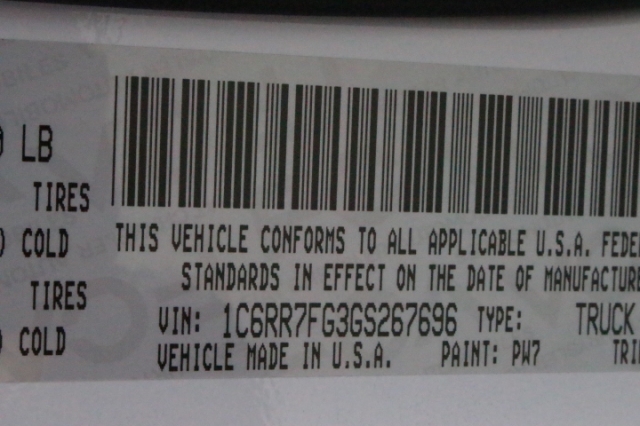 LB
TIRES
COLD
TIRES
COLD
THIS VEHICLE CONFORMS TO ALL APPLICABLE U.S.A. FEDE
STANDARDS IN EFFECT ON THE DATE OF MANUFACTURE
VIN: 1C6RR7FG3GS267696 TYPE: TRUCK
VEHICLE MADE IN U.S.A. PAINT: PW7 TRI